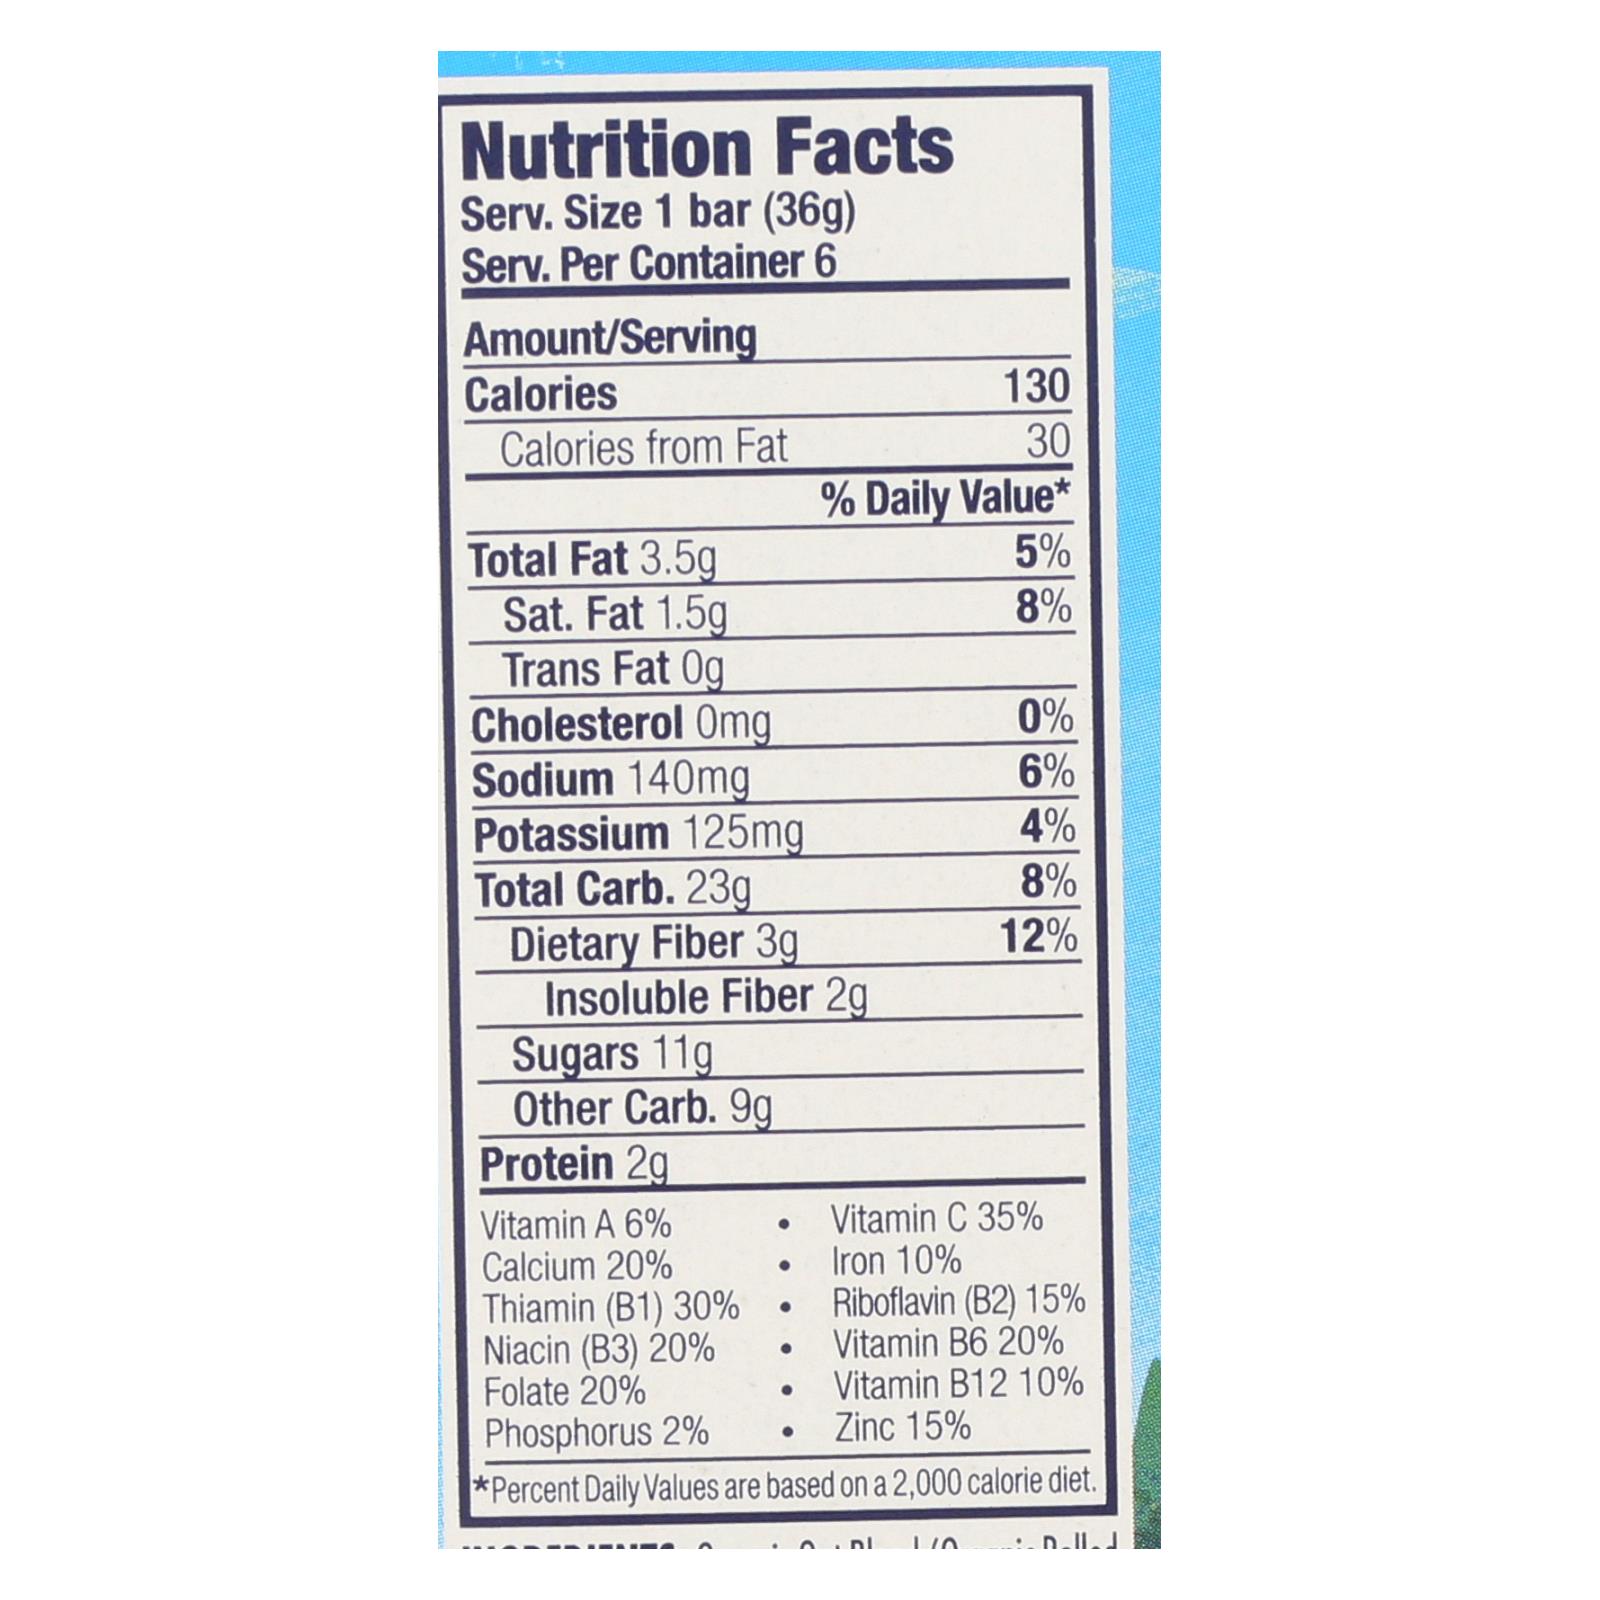 Nutrition Facts
Serv. Size 1 bar (36g)
Serv. Per Container 6
Amount/Serving
Calories 130
Calories from Fat 30
% Daily Value*
Total Fat 3.5g 5%
Sat. Fat 1.5g 8%
Trans Fat 0g
Cholesterol 0mg 0%
Sodium 140mg 6%
Potassium 125mg 4%
Total Carb. 23g 8%
Dietary Fiber 3g 12%
Insoluble Fiber 2g
Sugars 11g
Other Carb. 9g
Protein 2g
Vitamin A 6% • Vitamin C 35%
Calcium 20% • Iron 10%
Thiamin (B1) 30% • Riboflavin (B2) 15%
Niacin (B3) 20% • Vitamin B6 20%
Folate 20% • Vitamin B12 10%
Phosphorus 2% • Zinc 15%
*Percent Daily Values are based on a 2,000 calorie diet.